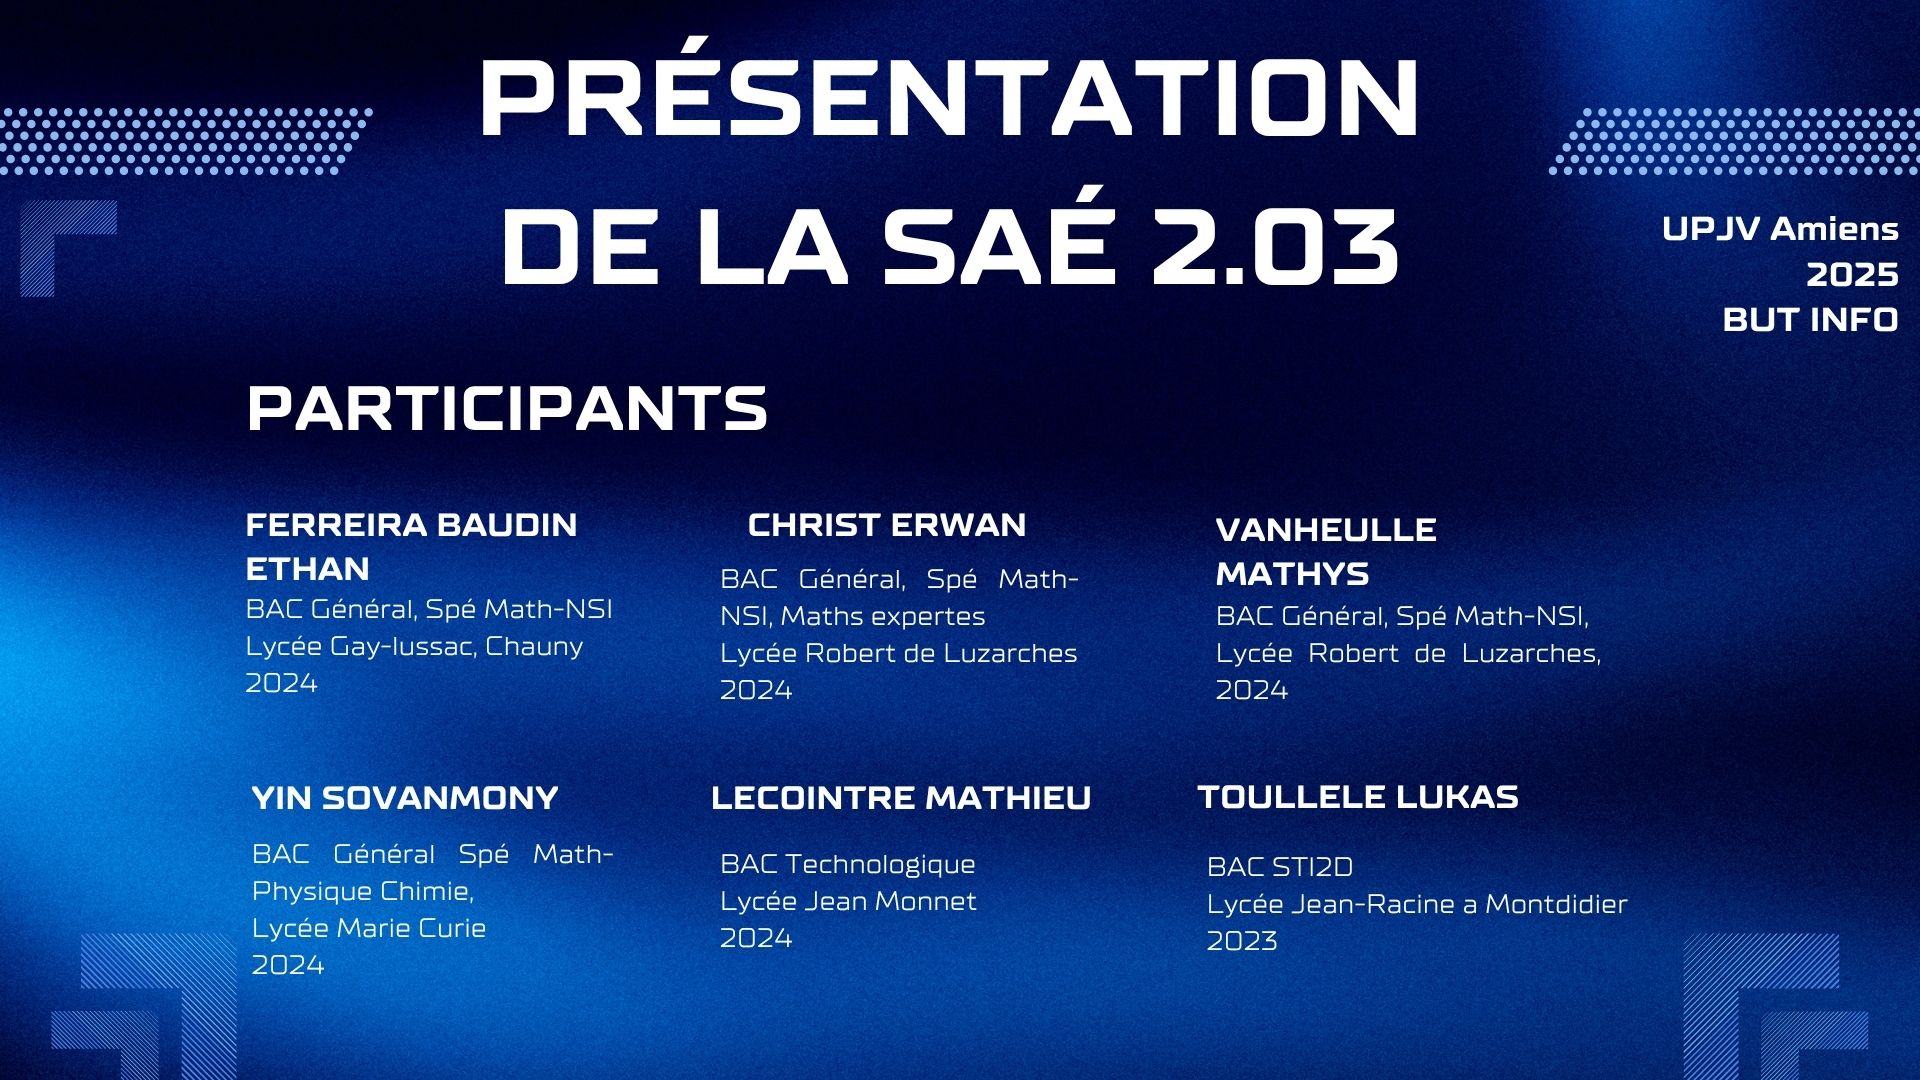 PRÉSENTATION
DE LA SAÉ 2.03
UPJV Amiens
2025
BUT INFO
PARTICIPANTS
FERREIRA BAUDIN
ETHAN
BAC Général, Spé Math-NSI
Lycée Gay-lussac, Chauny
2024
CHRIST ERWAN
BAC Général, Spé Math-
NSI, Maths expertes
Lycée Robert de Luzarches
2024
VANHEULLE
MATHYS
BAC Général, Spé Math-NSI,
Lycée Robert de Luzarches,
2024
YIN SOVANMONY
BAC Général Spé Math-
Physique Chimie,
Lycée Marie Curie
2024
LECOINTRE MATHIEU
BAC Technologique
Lycée Jean Monnet
2024
TOULLELE LUKAS
BAC STI2D
Lycée Jean-Racine a Montdidier
2023